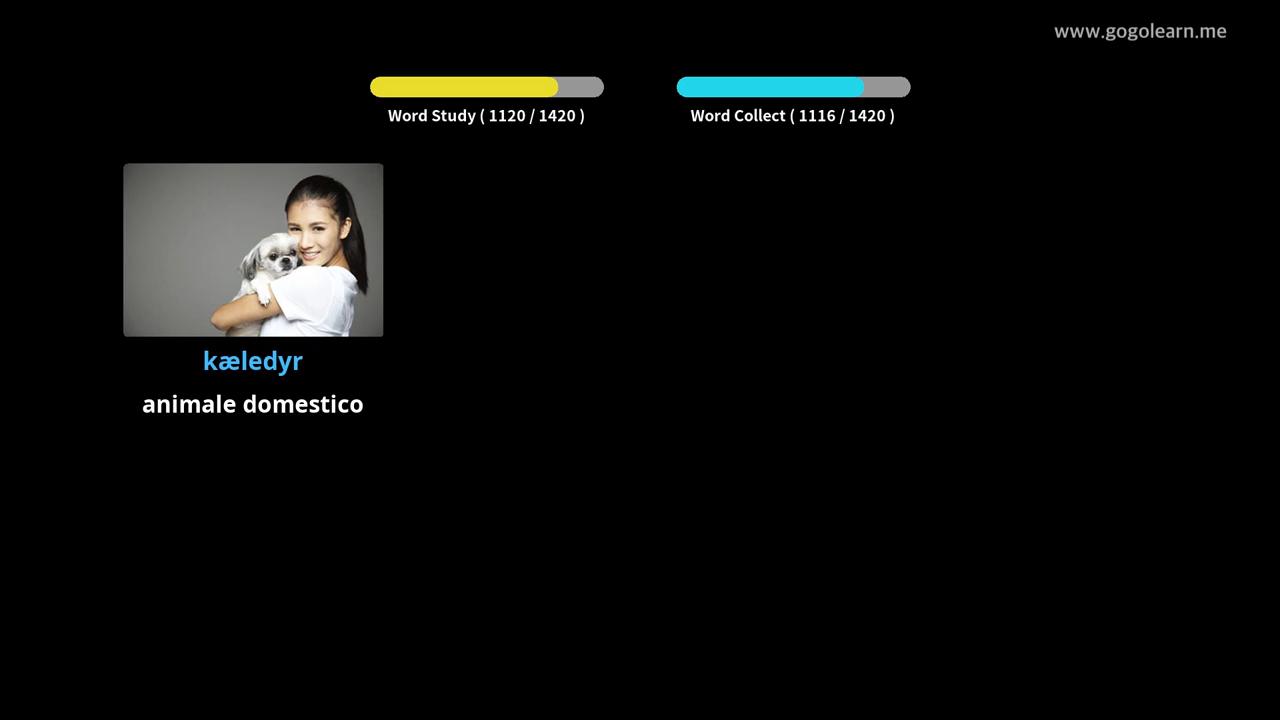 www.gogolearn.me
Word Study ( 1120 / 1420 )
Word Collect ( 1116 / 1420 )
kæledyr
animale domestico